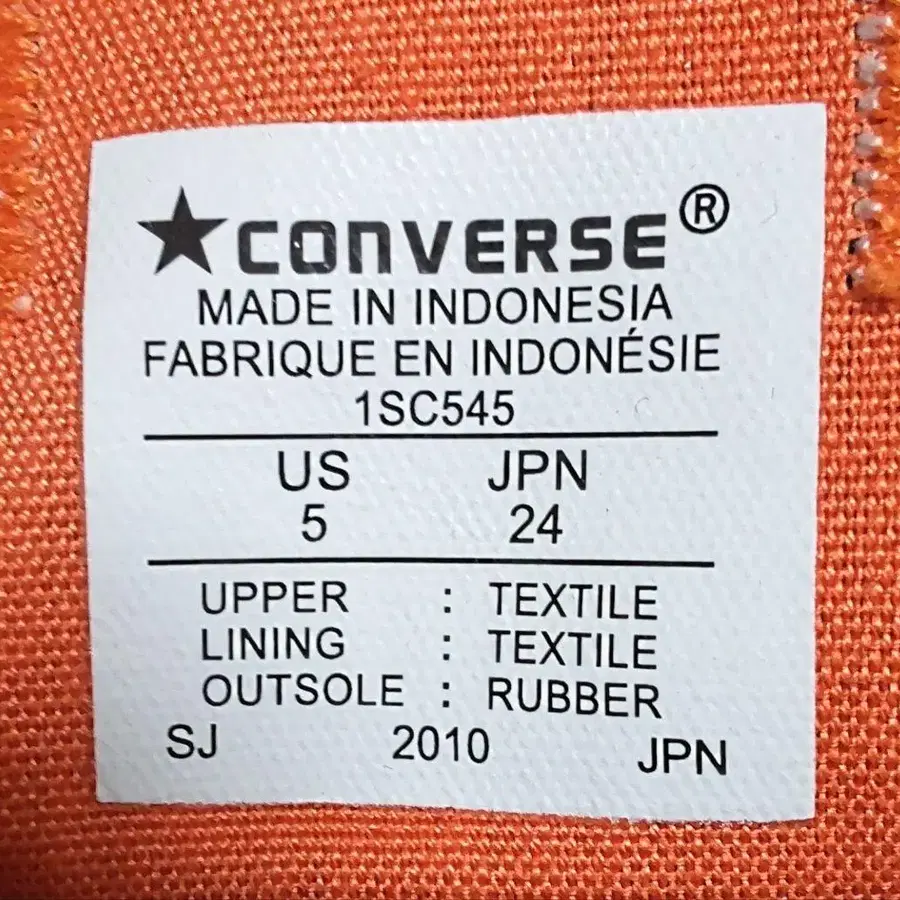 ★CONVERSE®
MADE IN INDONESIA
FABRIQUE EN INDONÉSIE
1SC545
US JPN
5 24
UPPER : TEXTILE
LINING : TEXTILE
OUTSOLE : RUBBER
SJ 2010 JPN